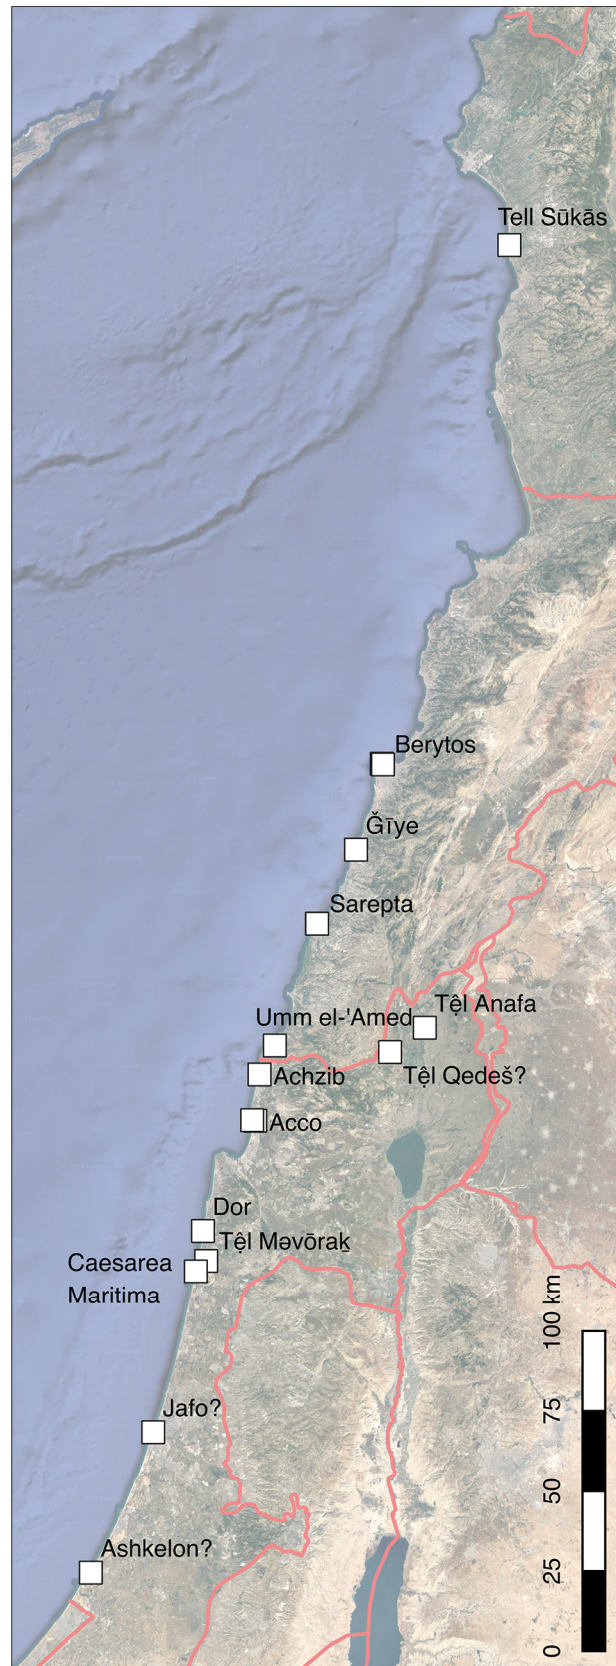 Tell Sūkās
Berytos
Ǧīye
Sarepta
Umm el-'Amed
Tệl Anafa
Tệl Qedeš?
Achzib
Acco
Dor
Tệl Məvōraḵ
Caesarea
Maritima
Jafo?
Ashkelon?
0 25 50 75 100 km